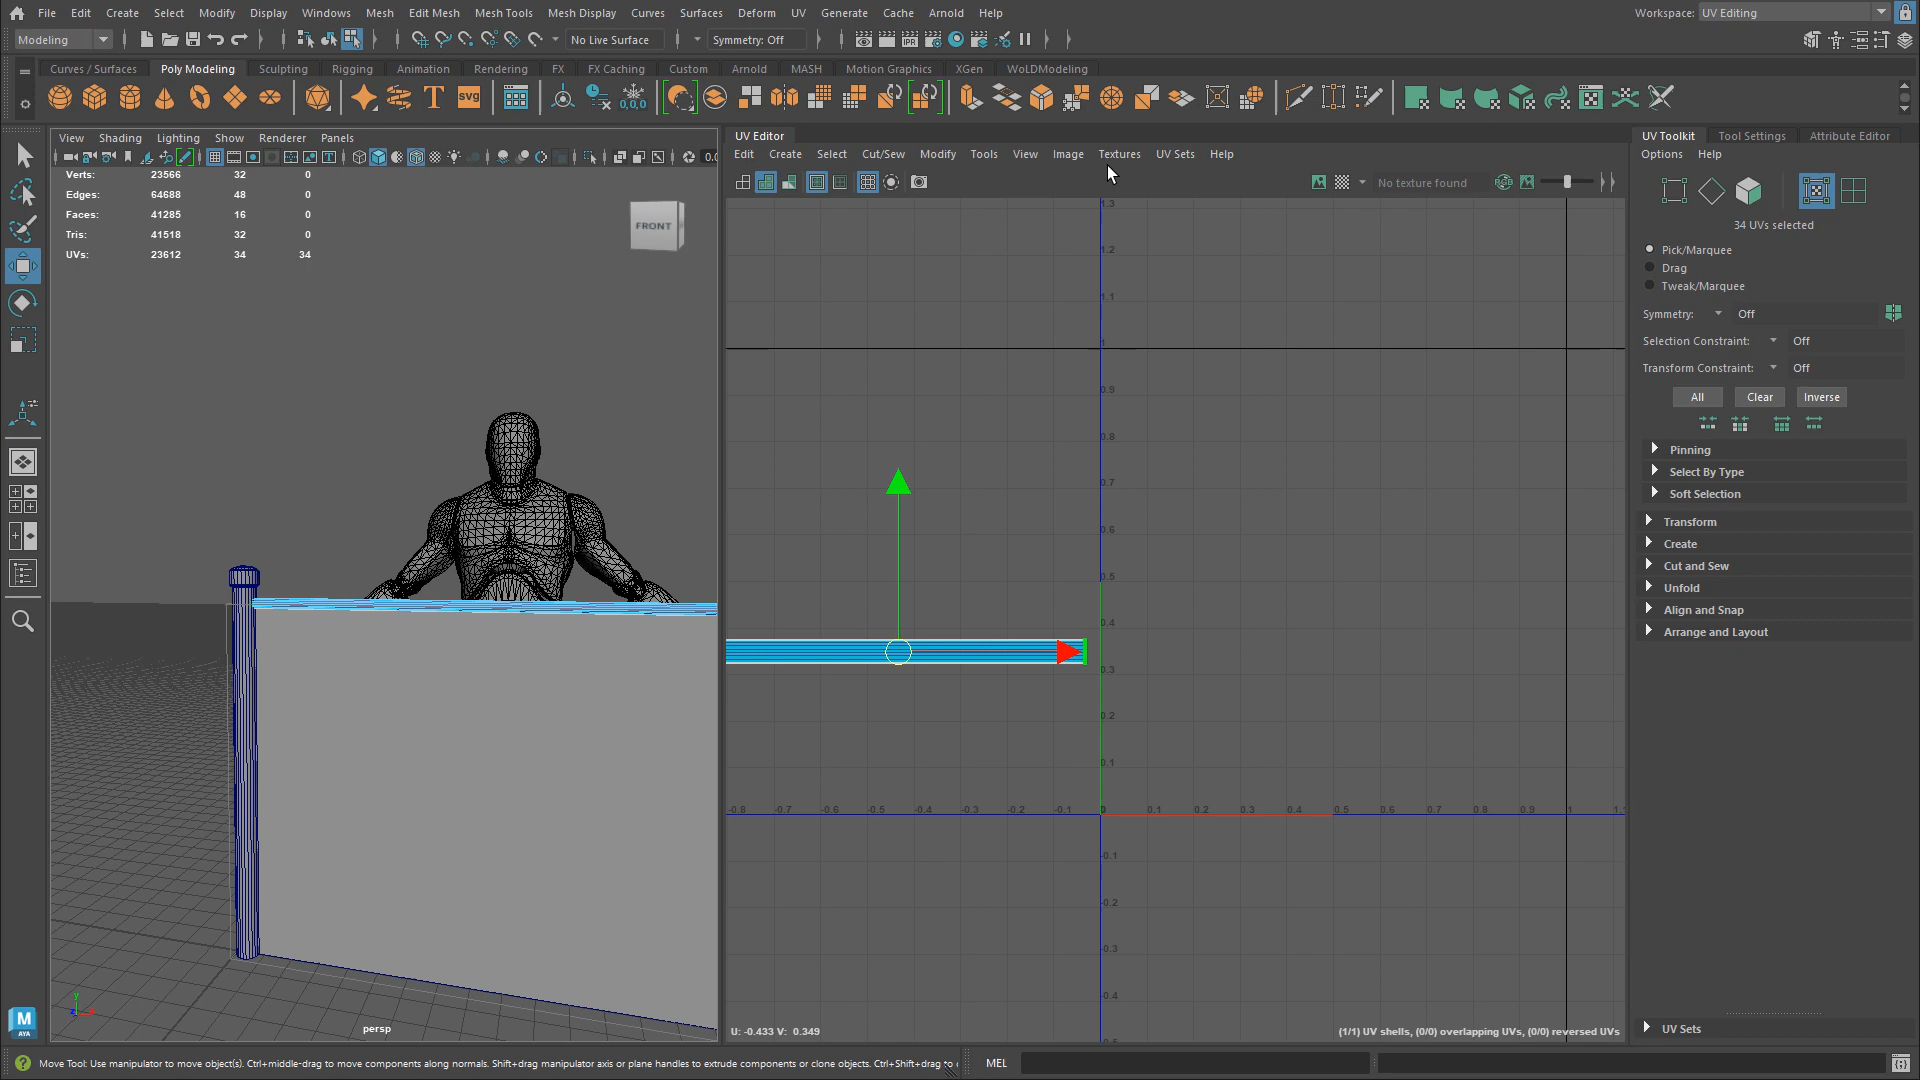 File Edit Create Select Modify Display Windows Mesh Edit Mesh Mesh Tools Mesh Display Curves Surfaces Deform UV Generate Cache Arnold Help
Workspace: UV Editing
Modeling
No Live Surface
Symmetry: Off
IPR
Curves / Surfaces Poly Modeling Sculpting Rigging Animation Rendering FX FX Caching Custom Arnold MASH Motion Graphics XGen WoLDModeling
T
SVG
0,0,0
View Shading Lighting Show Renderer Panels
0.0
Verts: 23566 32 0
Edges: 64688 48 0
Faces: 41285 16 0
Tris: 41518 32 0
UVs: 23612 34 34
FRONT
persp
y
UV Editor
Edit Create Select Cut/Sew Modify Tools View Image Textures UV Sets Help
No texture found
RGB
1.3
1.2
1.1
1
0.9
0.8
0.7
0.6
0.5
0.4
0.3
0.2
0.1
-0.8 -0.7 -0.6 -0.5 -0.4 -0.3 -0.2 -0.1 0 0.1 0.2 0.3 0.4 0.5 0.6 0.7 0.8 0.9 1
-0.1
-0.2
-0.3
-0.4
U: -0.433 V: 0.349
(1/1) UV shells, (0/0) overlapping UVs, (0/0) reversed UVs
UV Toolkit Tool Settings Attribute Editor
Options Help
34 UVs selected
Pick/Marquee
Drag
Tweak/Marquee
Symmetry: Off
Selection Constraint: Off
Transform Constraint: Off
All Clear Inverse
Pinning
Select By Type
Soft Selection
Transform
Create
Cut and Sew
Unfold
Align and Snap
Arrange and Layout
UV Sets
M
AYA
Move Tool: Use manipulator to move object(s). Ctrl+middle-drag to move components along normals. Shift+drag manipulator axis or plane handles to extrude components or clone objects. Ctrl+Shift+drag to
MEL